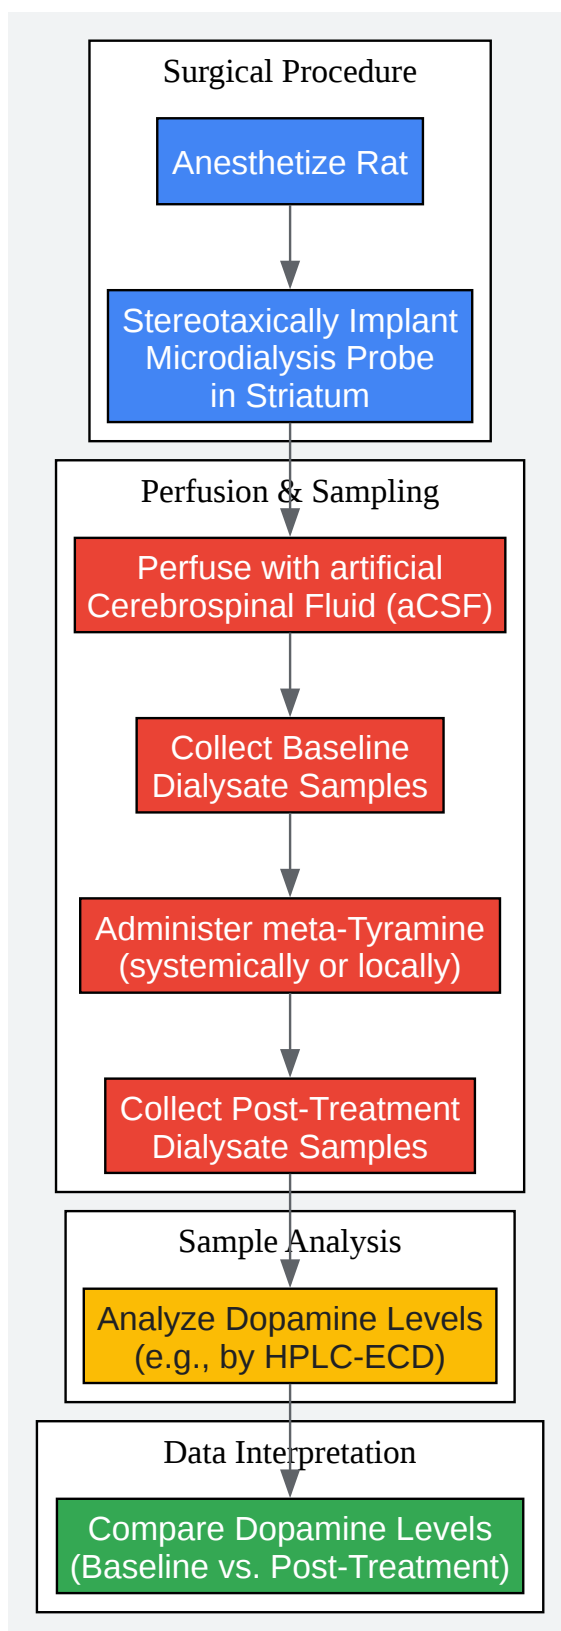 Surgical Procedure
Anesthetize Rat
Stereotaxically Implant
Microdialysis Probe
in Striatum
Perfusion & Sampling
Perfuse with artificial
Cerebrospinal Fluid (aCSF)
Collect Baseline
Dialysate Samples
Administer meta-Tyramine
(systemically or locally)
Collect Post-Treatment
Dialysate Samples
Sample Analysis
Analyze Dopamine Levels
(e.g., by HPLC-ECD)
Data Interpretation
Compare Dopamine Levels
(Baseline vs. Post-Treatment)